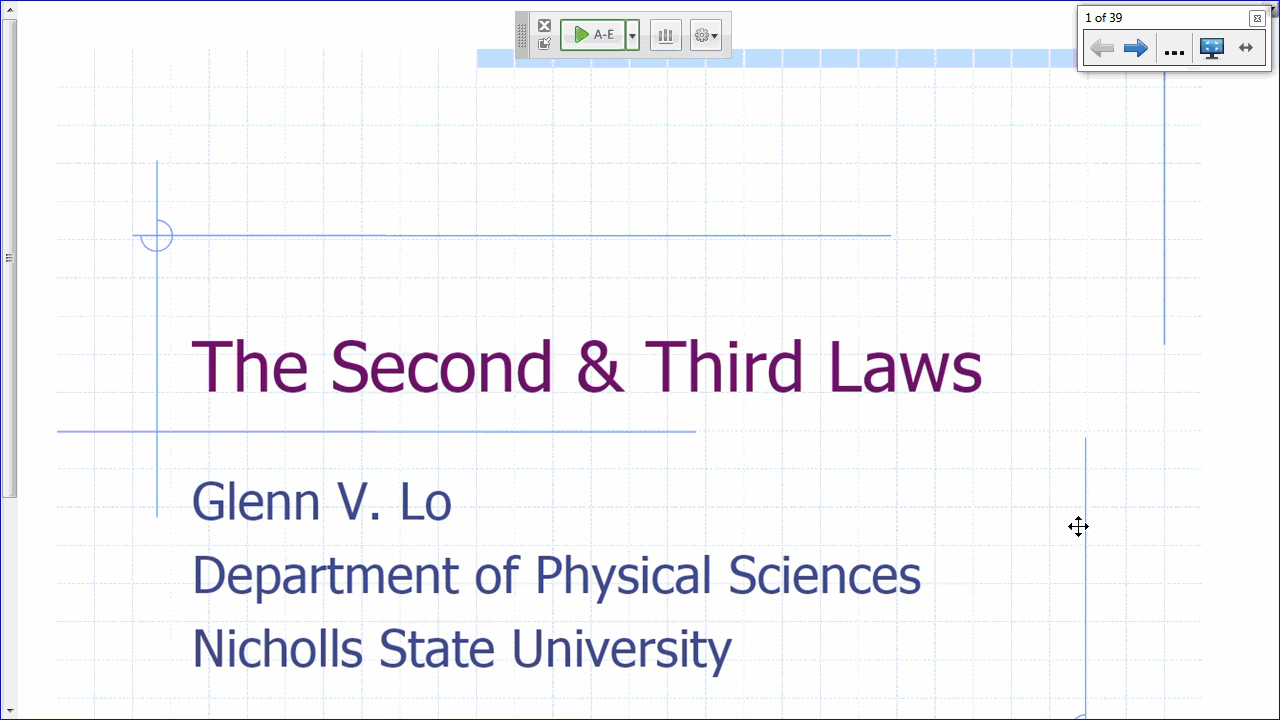 A-E
1 of 39
The Second & Third Laws
Glenn V. Lo
Department of Physical Sciences
Nicholls State University